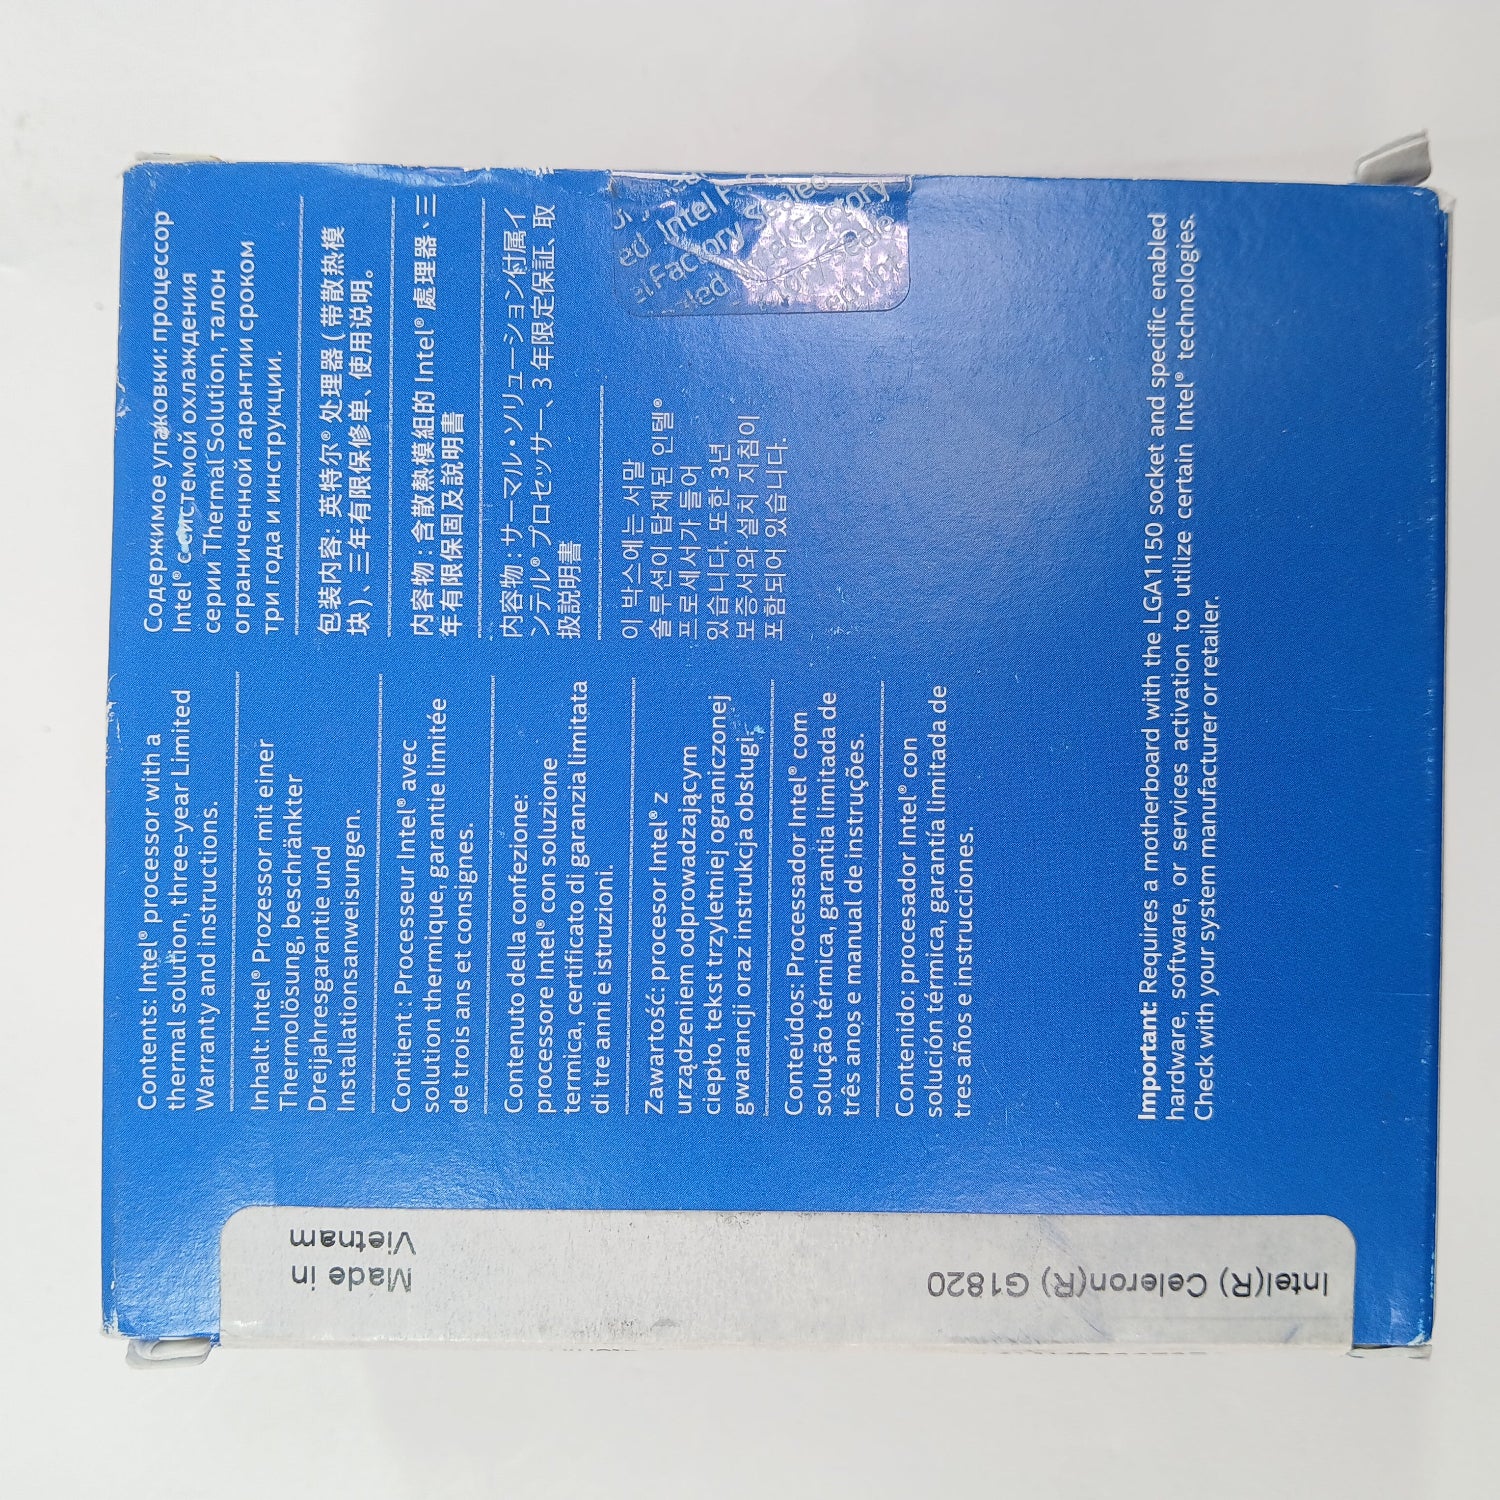 Contents: Intel® processor with a
thermal solution, three-year Limited
Warranty and instructions.
Inhalt: Intel® Prozessor mit einer
Thermolösung, beschränkter
Dreijahresgarantie und
Installationsanweisungen.
Contient : Processeur Intel® avec
solution thermique, garantie limitée
de trois ans et consignes.
Contenuto della confezione:
processore Intel® con soluzione
termica, certificato di garanzia limitata
di tre anni e istruzioni.
Zawartość: procesor Intel® z
urządzeniem odprowadzającym
ciepło, tekst trzyletniej ograniczonej
gwarancji oraz instrukcja obsługi.
Conteúdos: Processador Intel® com
solução térmica, garantia limitada de
três anos e manual de instruções.
Contenido: procesador Intel® con
solución térmica, garantía limitada de
tres años e instrucciones.
Содержимое упаковки: процессор
Intel® с системой охлаждения
серии Thermal Solution, талон
ограниченной гарантии сроком
три года и инструкции.
包装内容: 英特尔® 处理器 ( 带散热模
块 ) 、三年有限保修单、使用说明。
内容物 : 含散熱模組的 Intel® 處理器、三
年有限保固及說明書
内容物 : サーマル・ソリューション付属イ
ンテル® プロセッサー、3 年限定保証、取
扱説明書
이 박스에는 서말
솔루션이 탑재된 인텔®
프로세서가 들어
있습니다. 또한 3년
보증서와 설치 지침이
포함되어 있습니다.
Important: Requires a motherboard with the LGA1150 socket and specific enabled
hardware, software, or services activation to utilize certain Intel® technologies.
Check with your system manufacturer or retailer.
Intel Factory Sealed
Intel(R) Celeron(R) G1820
Made in
Vietnam